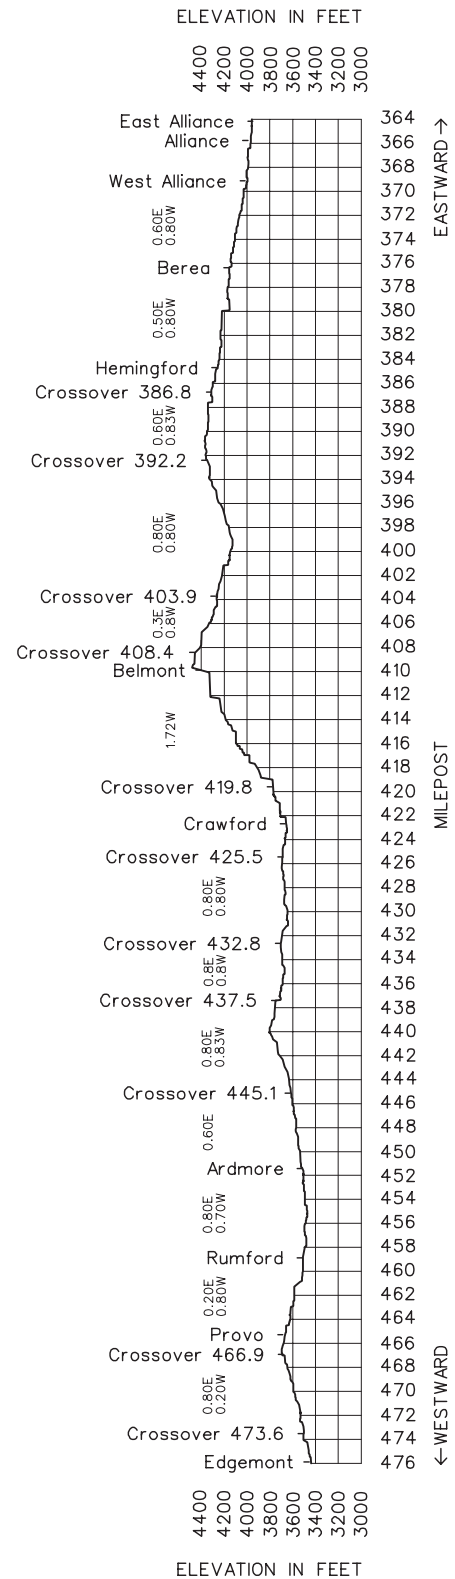 ELEVATION IN FEET
4400 4200 4000 3800 3600 3400 3200 3000
East Alliance 364
Alliance 366
368
West Alliance 370
0.60E 372
0.80W 374
EASTWARD →
376
Berea 378
380
0.50E 382
0.80W 384
Hemingford 386
Crossover 386.8 388
0.60E 390
0.83W 392
Crossover 392.2 394
396
0.80E 398
0.80W 400
402
Crossover 403.9 404
0.3E 406
0.8W 408
Crossover 408.4
Belmont 410
412
1.72W 414
416
MILEPOST
418
Crossover 419.8 420
422
Crawford 424
Crossover 425.5 426
0.80E 428
0.80W 430
432
Crossover 432.8 434
0.8E 436
0.8W
Crossover 437.5 438
0.80E 440
0.83W 442
444
Crossover 445.1 446
0.60E 448
450
Ardmore 452
0.80E 454
0.70W 456
458
Rumford 460
0.20E 462
0.80W 464
Provo 466
Crossover 466.9 468
0.80E 470
0.20W 472
← WESTWARD
Crossover 473.6 474
Edgemont 476
4400 4200 4000 3800 3600 3400 3200 3000
ELEVATION IN FEET